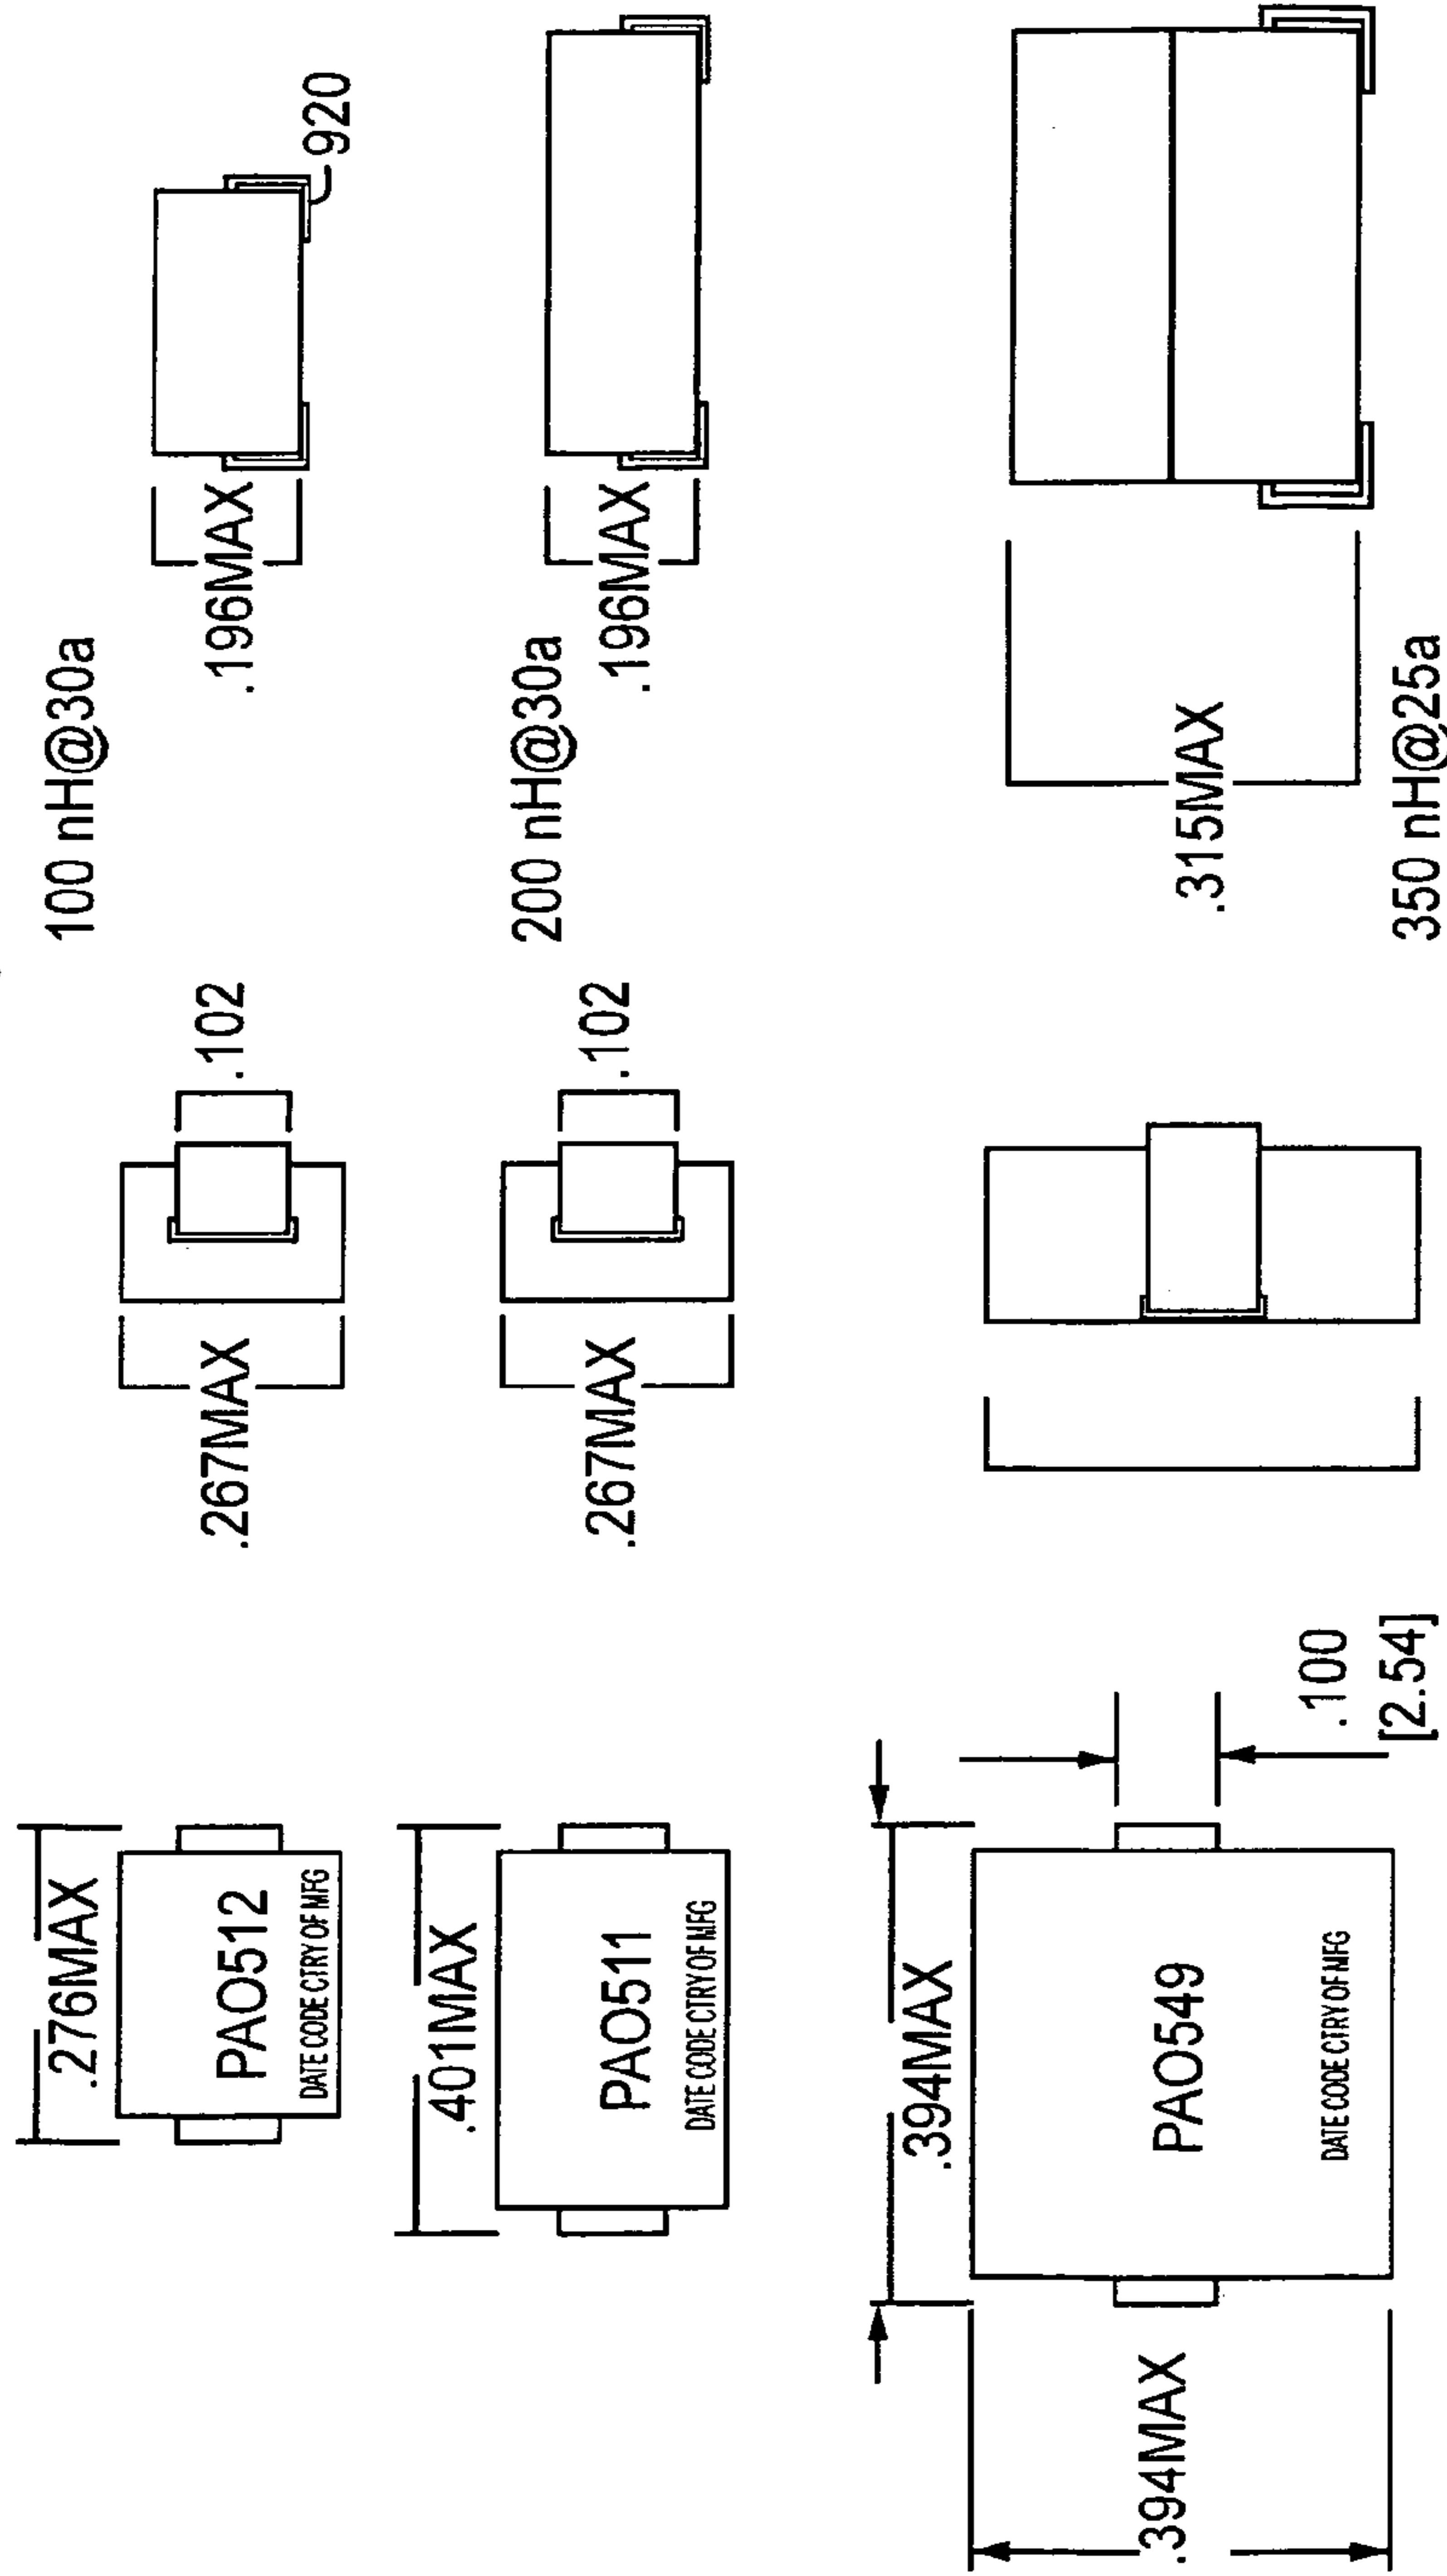 .276MAX
PAO512
DATE CODE CTRY OF MFG
.267MAX
.102
100 nH@30a
.196MAX
920
.401MAX
PAO511
DATE CODE CTRY OF MFG
.267MAX
.102
200 nH@30a
.196MAX
.394MAX
.394MAX
PAO549
DATE CODE CTRY OF MFG
.100
[2.54]
.315MAX
350 nH@25a